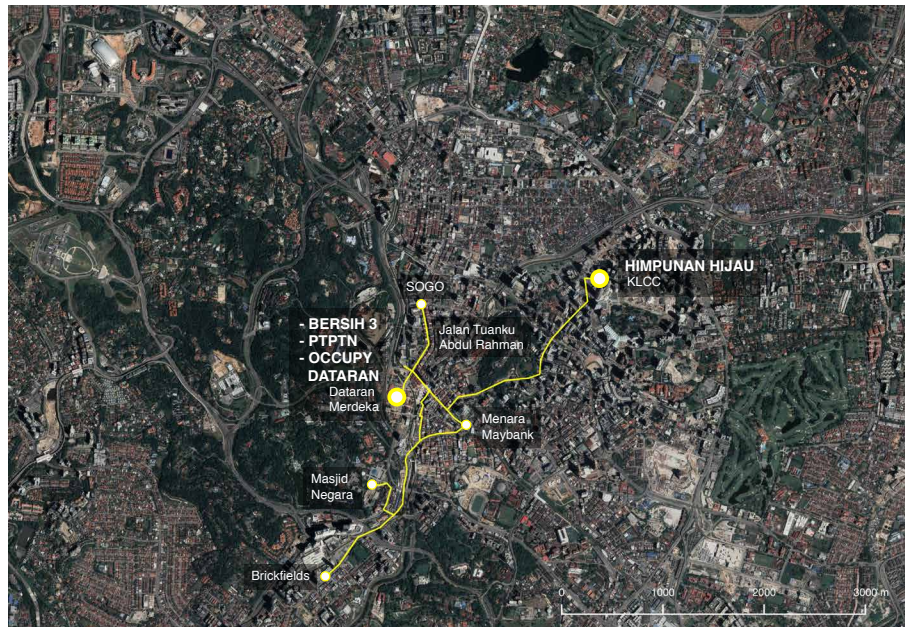 HIMPUNAN HIJAU
KLCC
SOGO
- BERSIH 3
- PTPTN
- OCCUPY
DATARAN
Dataran
Merdeka
Jalan Tuanku
Abdul Rahman
Menara
Maybank
Masjid
Negara
Brickfields
0 1000 2000 3000 m